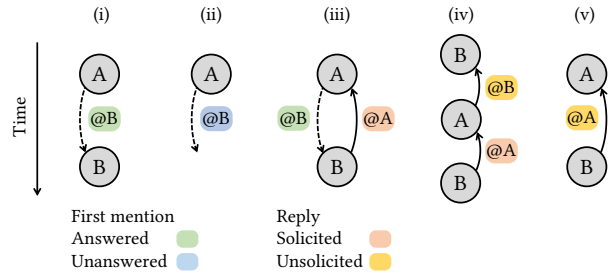 (i) (ii) (iii) (iv) (v)
Time
A
@B
B
A
@B
A
@B @A
B
B
@B
A
@A
B
A
@A
B
First mention Reply
Answered Solicited
Unanswered Unsolicited